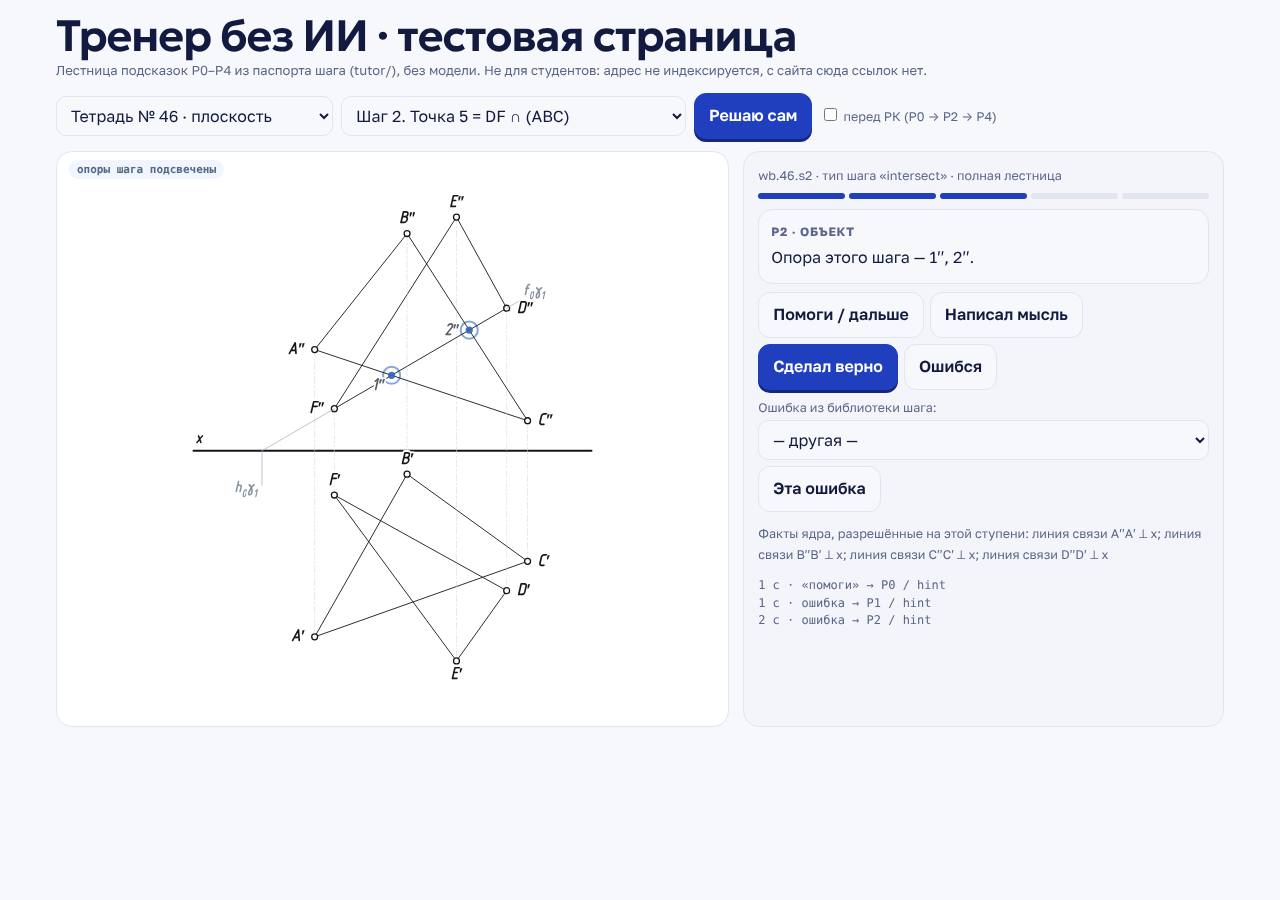 Тренер без ИИ · тестовая страница
Лестница подсказок P0–P4 из паспорта шага (tutor/), без модели. Не для студентов: адрес не индексируется, с сайта сюда ссылок нет.
Тетрадь № 46 · плоскость
Шаг 2. Точка 5 = DF ∩ (ABC)
Решаю сам
перед РК (P0 → P2 → P4)
опоры шага подсвечены
E″
B″
f₀ɣ₁
D″
2″
A″
1″
F″
C″
x
B′
F′
h₀ɣ₁
C′
D′
A′
E′
wb.46.s2 · тип шага «intersect» · полная лестница
P2 · ОБЪЕКТ
Опора этого шага — 1″, 2″.
Помоги / дальше
Написал мысль
Сделал верно
Ошибся
Ошибка из библиотеки шага:
— другая —
Эта ошибка
Факты ядра, разрешённые на этой ступени: линия связи A″A′ ⊥ x; линия
связи B″B′ ⊥ x; линия связи C″C′ ⊥ x; линия связи D″D′ ⊥ x
1 с · «помоги» → P0 / hint
1 с · ошибка → P1 / hint
2 с · ошибка → P2 / hint